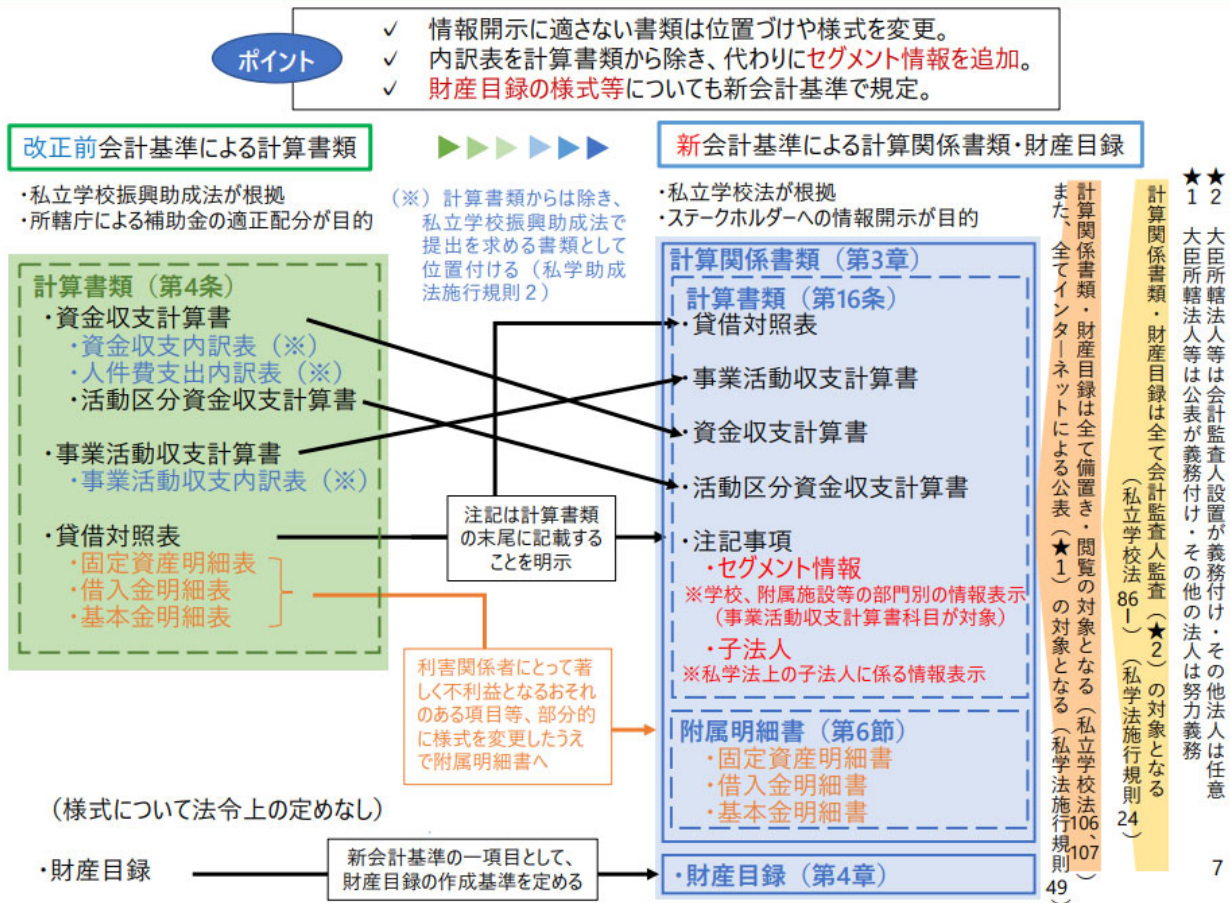 ポイント
✓ 情報開示に適さない書類は位置づけや様式を変更。
✓ 内訳表を計算書類から除き、代わりにセグメント情報を追加。
✓ 財産目録の様式等についても新会計基準で規定。
改正前会計基準による計算書類
・私立学校振興助成法が根拠
・所轄庁による補助金の適正配分が目的
計算書類（第4条）
・資金収支計算書
・資金収支内訳表（※）
・人件費支出内訳表（※）
・活動区分資金収支計算書
・事業活動収支計算書
・事業活動収支内訳表（※）
・貸借対照表
・固定資産明細表
・借入金明細表
・基本金明細表
（様式について法令上の定めなし）
・財産目録
（※）計算書類からは除き、
私立学校振興助成法で
提出を求める書類として
位置付ける（私学助成
法施行規則２）
注記は計算書類
の末尾に記載する
ことを明示
利害関係者にとって著
しく不利益となるおそれ
のある項目等、部分的
に様式を変更したうえ
で附属明細書へ
新会計基準の一項目として、
財産目録の作成基準を定める
新会計基準による計算関係書類・財産目録
・私立学校法が根拠
・ステークホルダーへの情報開示が目的
計算関係書類（第3章）
計算書類（第16条）
・貸借対照表
・事業活動収支計算書
・資金収支計算書
・活動区分資金収支計算書
・注記事項
・セグメント情報
※学校、附属施設等の部門別の情報表示
（事業活動収支計算書科目が対象）
・子法人
※私学法上の子法人に係る情報表示
附属明細書（第6節）
・固定資産明細書
・借入金明細書
・基本金明細書
・財産目録（第4章）
計算関係書類・財産目録は全て備置き・閲覧の対象となる（私立学校法106、107）
また、全てインターネットによる公表（★1）の対象となる（私学法施行規則49）
計算関係書類・財産目録は全て会計監査人監査（★2）の対象となる
（私立学校法86Ⅰ）（私学法施行規則24）
★1 大臣所轄法人等は公表が義務付け・その他の法人は努力義務
★2 大臣所轄法人等は会計監査人設置が義務付け・その他法人は任意
7